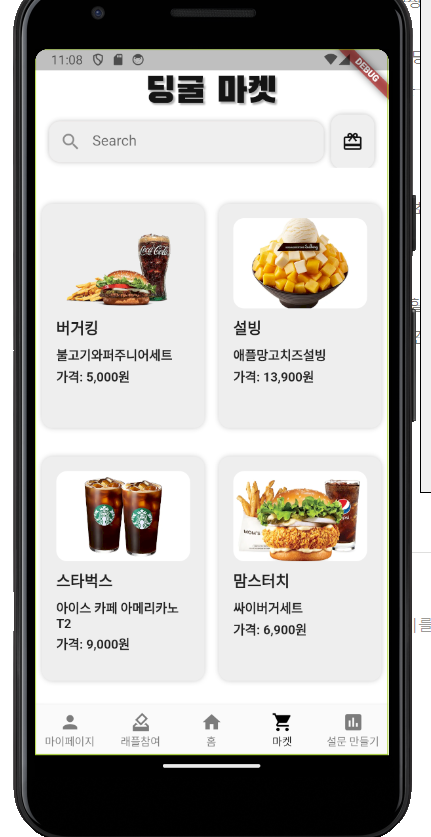 11:08
DEBUG
딩굴 마켓
Search
버거킹
불고기와퍼주니어세트
가격: 5,000원
설빙
애플망고치즈설빙
가격: 13,900원
스타벅스
아이스 카페 아메리카노
T2
가격: 9,000원
맘스터치
싸이버거세트
가격: 6,900원
마이페이지
래플참여
홈
마켓
설문 만들기